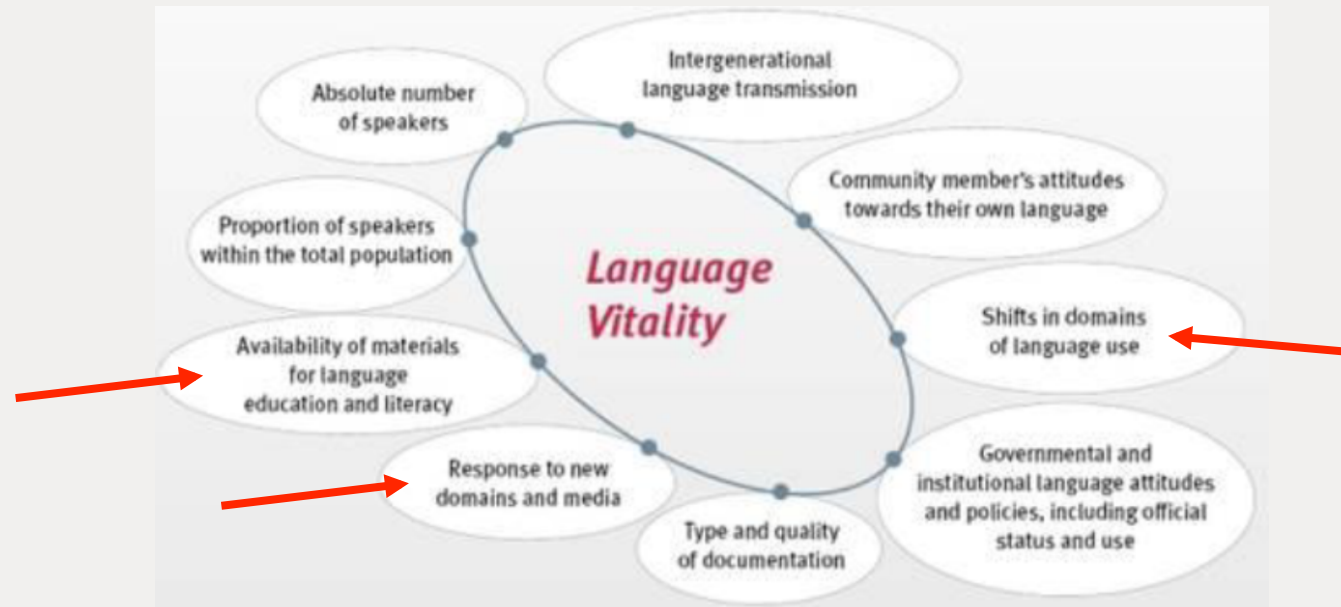 Intergenerational
language transmission
Absolute number
of speakers
Community member's attitudes
towards their own language
Proportion of speakers
within the total population
Language
Vitality
Shifts in domains
of language use
Availability of materials
for language
education and literacy
Governmental and
institutional language attitudes
and policies, including official
status and use
Response to new
domains and media
Type and quality
of documentation